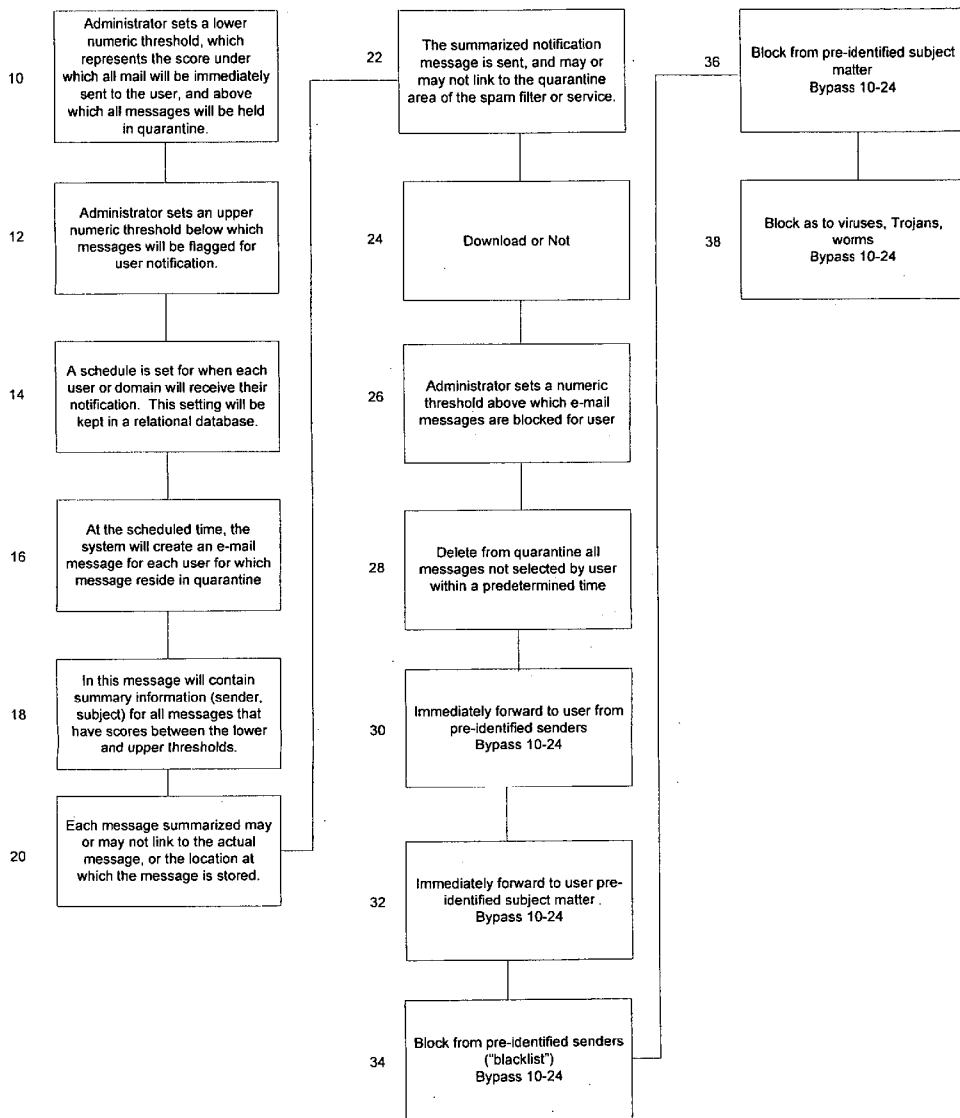 10
Administrator sets a lower
numeric threshold, which
represents the score under
which all mail will be
immediately
sent to the user, and above
which all messages will be held
in quarantine.
12
Administrator sets an upper
numeric threshold below which
messages will be flagged for
user notification.
14
A schedule is set for when each
user or domain will receive their
notification. This setting will be
kept in a relational database.
16
At the scheduled time, the
system will create an e-mail
message for each user for which
message reside in quarantine
18
In this message will contain
summary information (sender,
subject) for all messages that
have scores between the lower
and upper thresholds.
20
Each message summarized may
or may not link to the actual
message, or the location at
which the message is stored.
22
The summarized notification
message is sent, and may or
may not link to the quarantine
area of the spam filter or service.
24
Download or Not
26
Administrator sets a numeric
threshold above which e-mail
messages are blocked for user
28
Delete from quarantine all
messages not selected by user
within a predetermined time
30
Immediately forward to user from
pre-identified senders
Bypass 10-24
32
Immediately forward to user pre-
identified subject matter .
Bypass 10-24
34
Block from pre-identified senders
("blacklist")
Bypass 10-24
36
Block from pre-identified subject
matter
Bypass 10-24
38
Block as to viruses, Trojans,
worms
Bypass 10-24